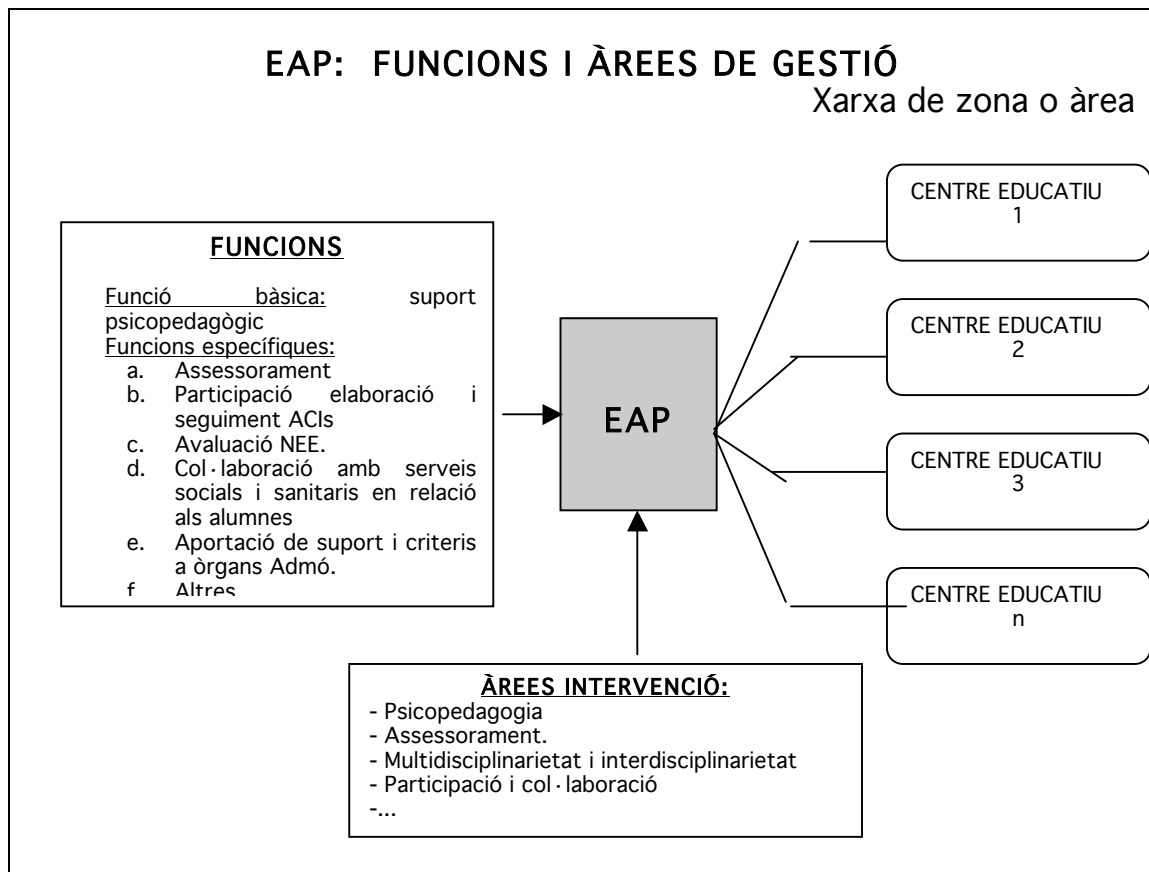 EAP: FUNCIONS I ÀREES DE GESTIÓ
Xarxa de zona o àrea
CENTRE EDUCATIU
1
FUNCIONS
Funció bàsica: suport
psicopedagògic
Funcions específiques:
a. Assessorament
b. Participació elaboració i
seguiment ACIs
c. Avaluació NEE.
d. Col·laboració amb serveis
socials i sanitaris en relació
als alumnes
e. Aportació de suport i criteris
a òrgans Admó.
f. Altres
EAP
CENTRE EDUCATIU
2
CENTRE EDUCATIU
3
CENTRE EDUCATIU
n
ÀREES INTERVENCIÓ:
- Psicopedagogia
- Assessorament.
- Multidisciplinarietat i interdisciplinarietat
- Participació i col·laboració
-...